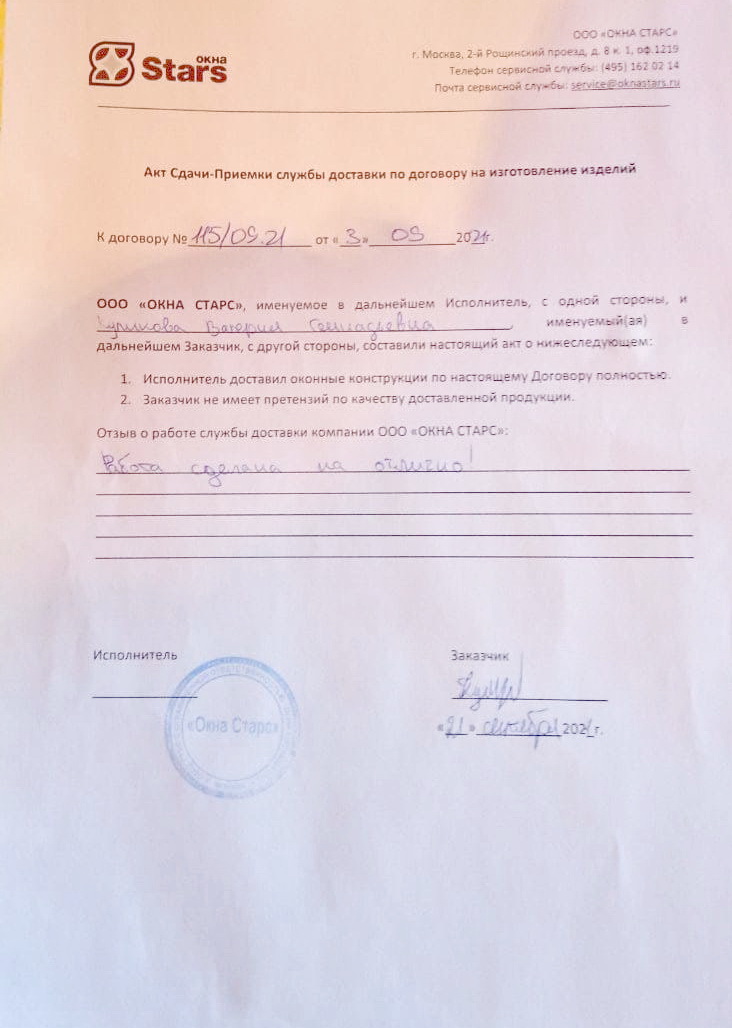 ОКНА
Stars
ООО «ОКНА СТАРС»
г. Москва, 2-й Рощинский проезд, д. 8 к. 1, оф.1219
Телефон сервисной службы: (495) 162 02 14
Почта сервисной службы: service@oknastars.ru
Акт Сдачи-Приемки службы доставки по договору на изготовление изделий
К договору № 115/09.21 от «3» 09 2021г.
ООО «ОКНА СТАРС», именуемое в дальнейшем Исполнитель, с одной стороны, и
Валерия Геннадьевна, именуемый(ая) в
дальнейшем Заказчик, с другой стороны, составили настоящий акт о нижеследующем:
1. Исполнитель доставил оконные конструкции по настоящему Договору полностью.
2. Заказчик не имеет претензий по качеству доставленной продукции.
Отзыв о работе службы доставки компании ООО «ОКНА СТАРС»:
Работа сделана на отлично!
Исполнитель
Заказчик
«Окна Старс»
«21» сентября 2021г.